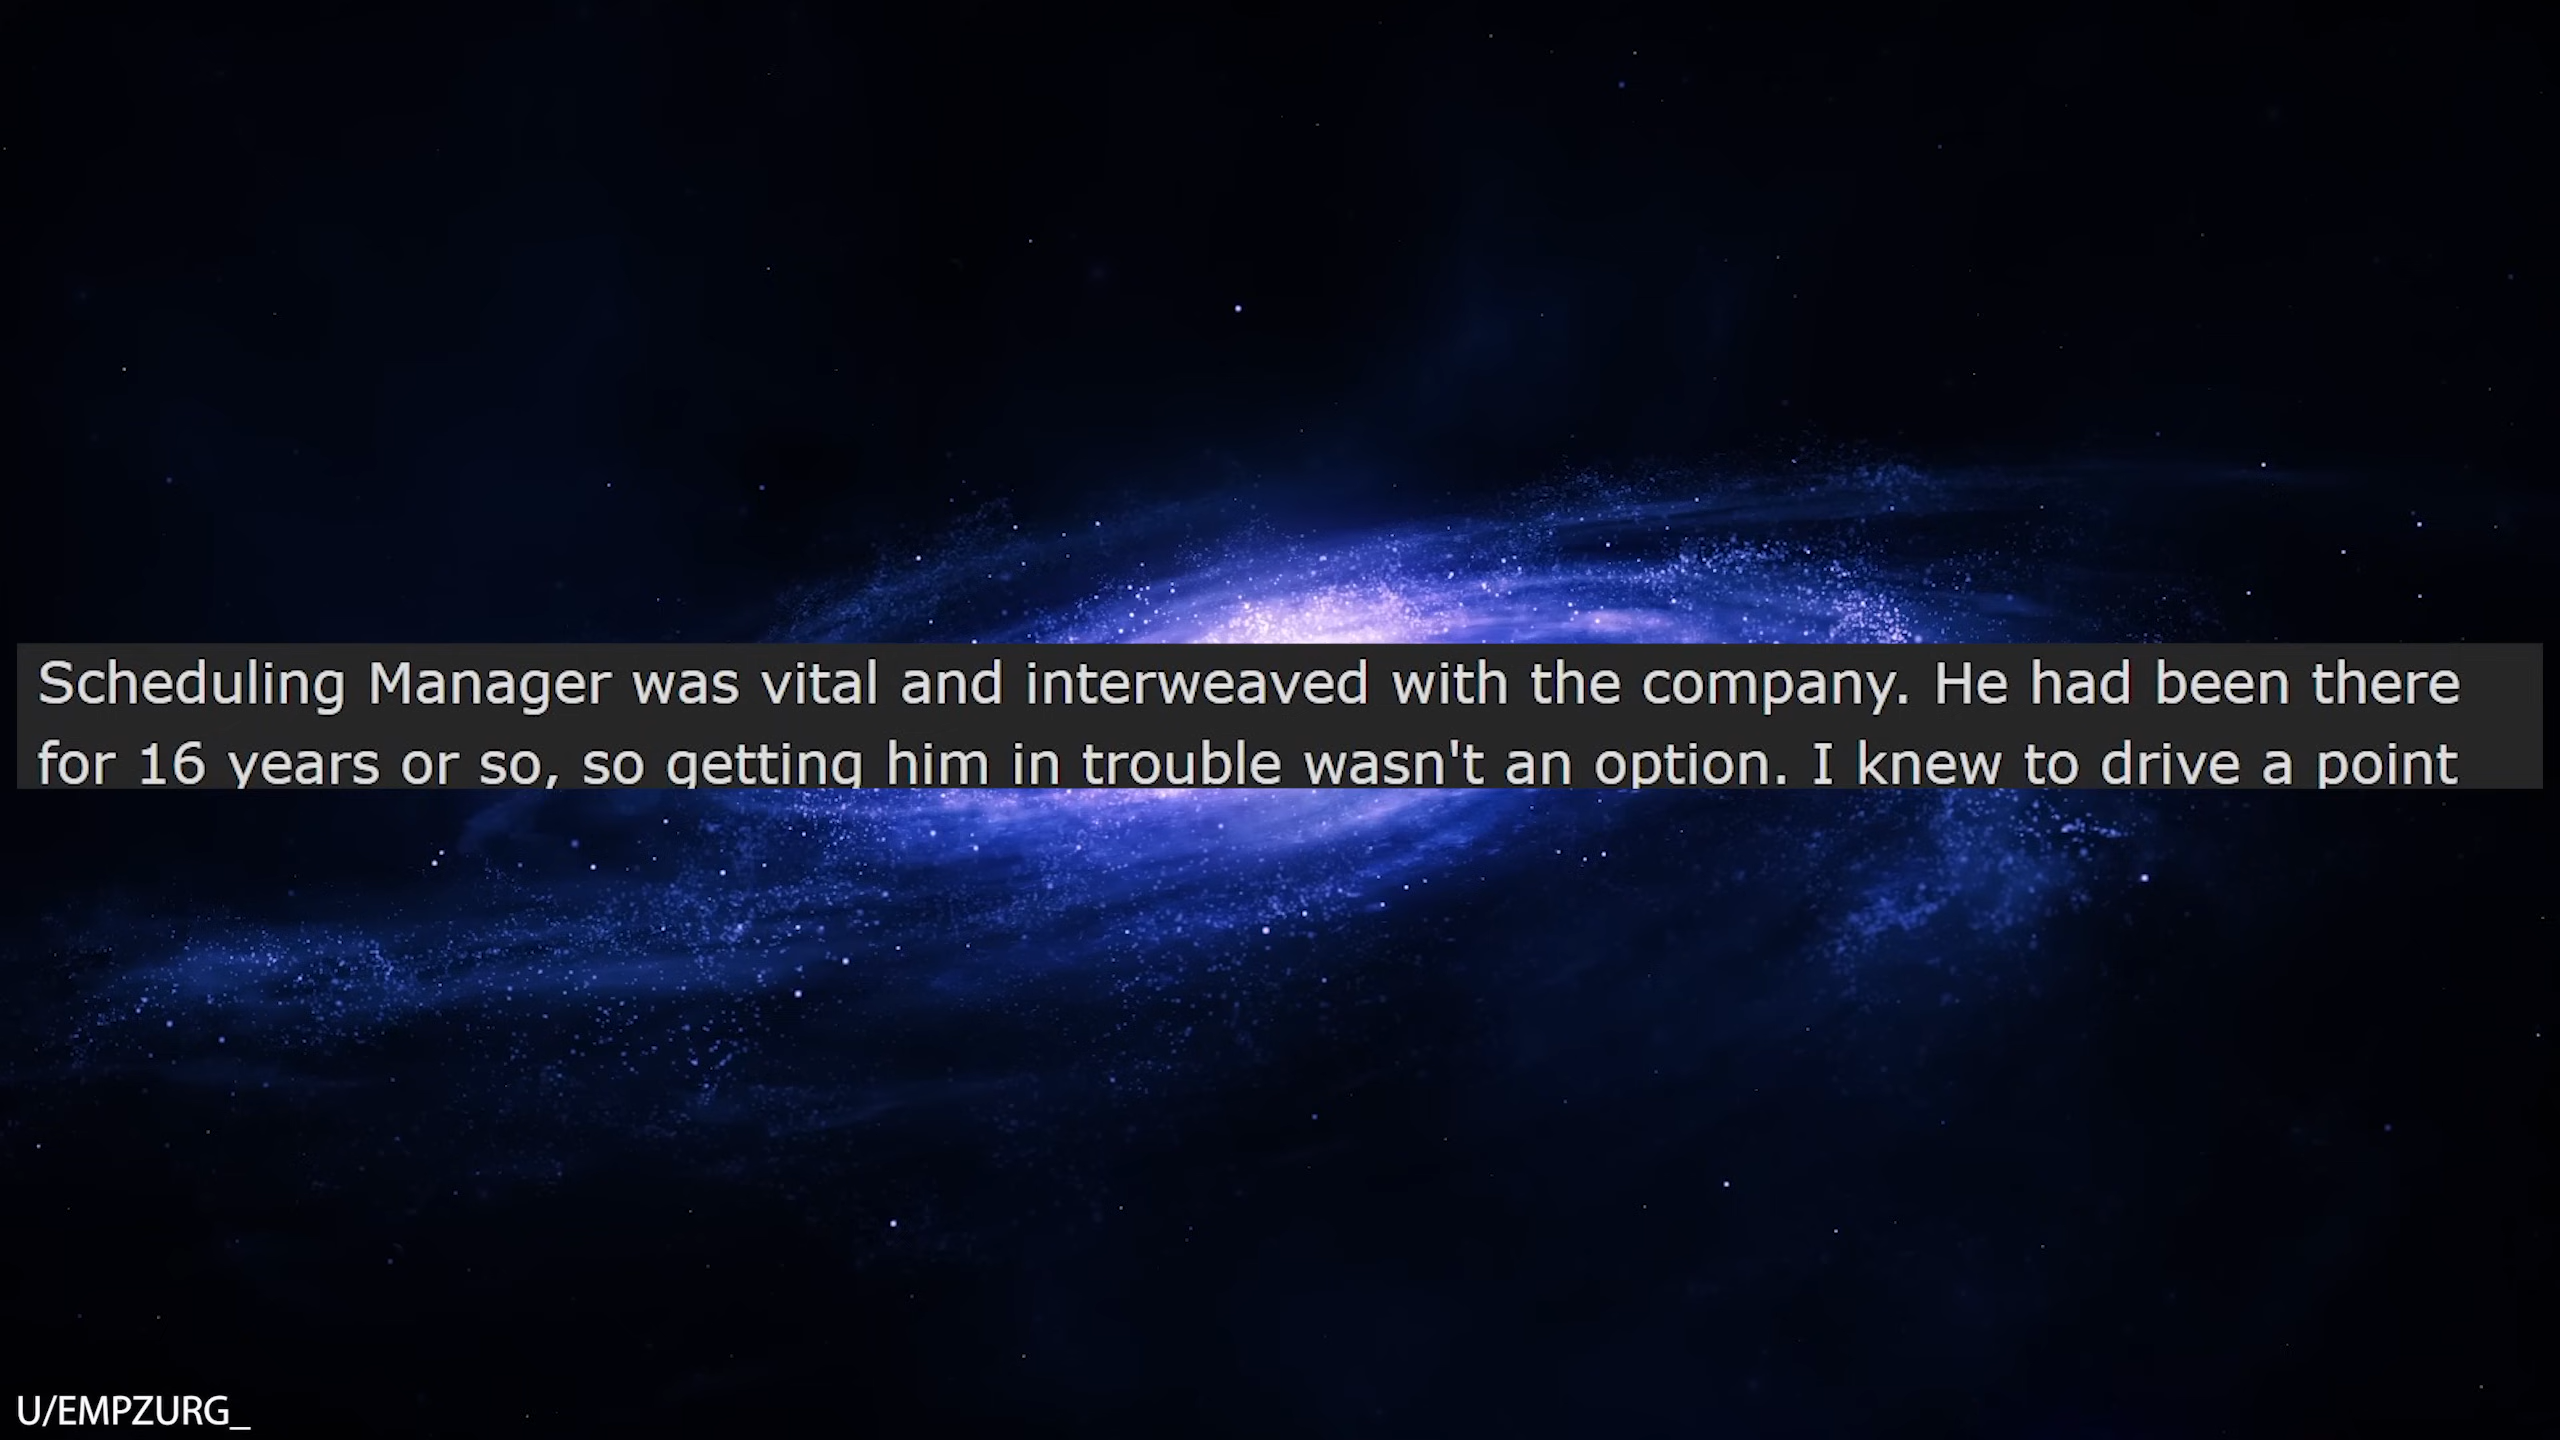 Scheduling Manager was vital and interweaved with the company. He had been there
for 16 years or so, so getting him in trouble wasn't an option. I knew to drive a point
U/EMPZURG_